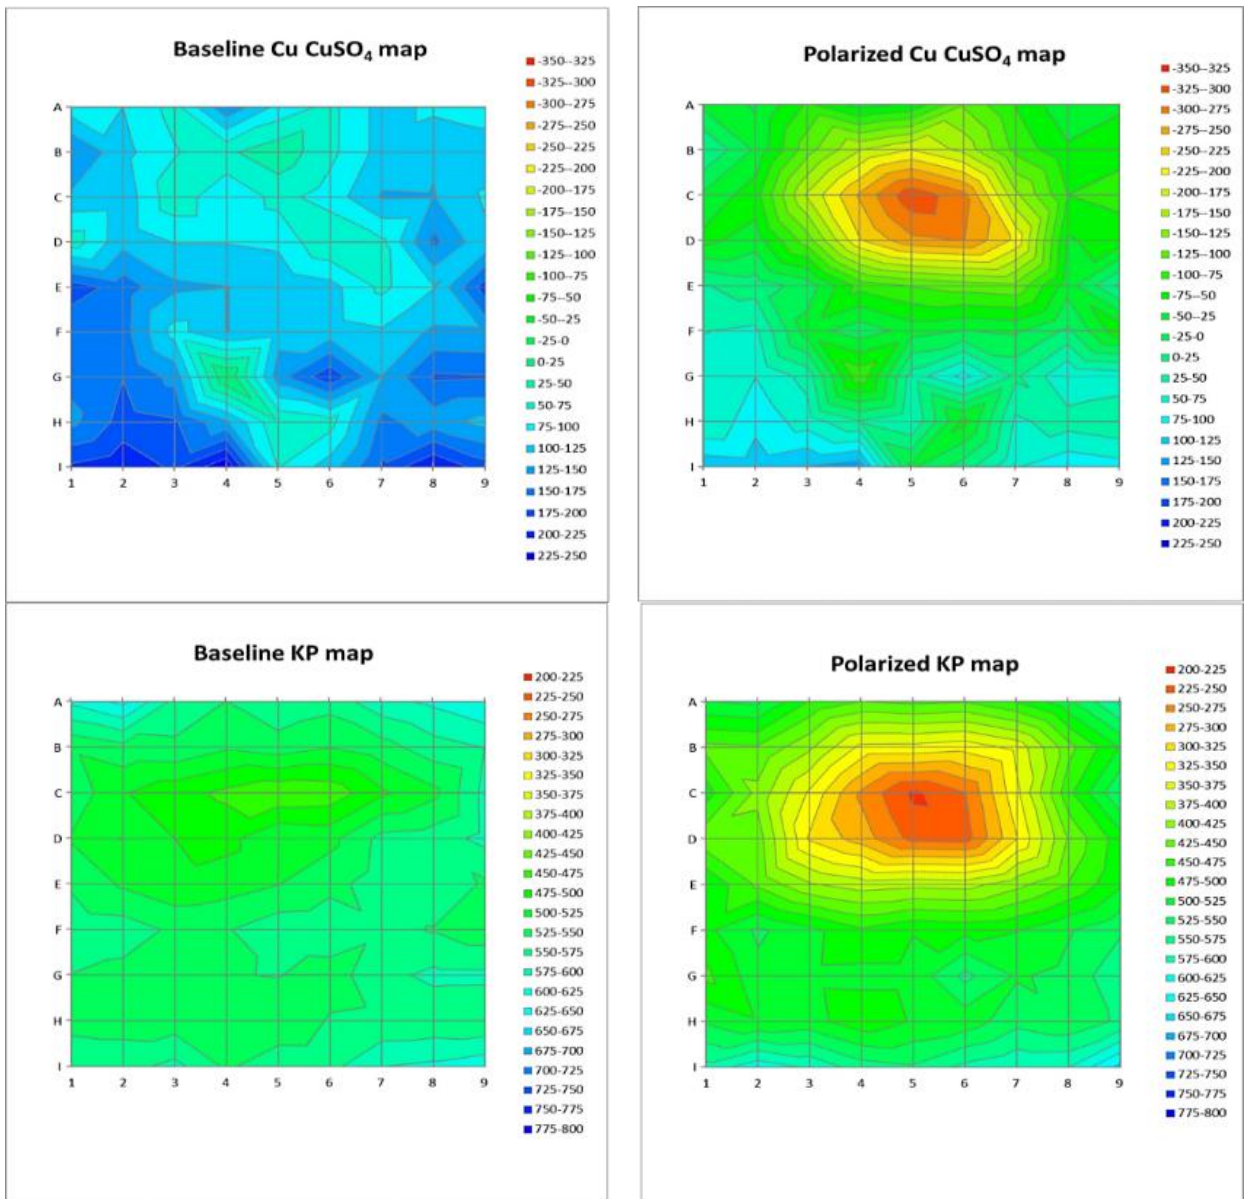 Baseline Cu CuSO₄ map
-350--325
-325--300
-300--275
-275--250
-250--225
-225--200
-200--175
-175--150
-150--125
-125--100
-100--75
-75--50
-50--25
-25-0
0-25
25-50
50-75
75-100
100-125
125-150
150-175
175-200
200-225
225-250
A
B
C
D
E
F
G
H
I
1 2 3 4 5 6 7 8 9
Polarized Cu CuSO₄ map
-350--325
-325--300
-300--275
-275--250
-250--225
-225--200
-200--175
-175--150
-150--125
-125--100
-100--75
-75--50
-50--25
-25-0
0-25
25-50
50-75
75-100
100-125
125-150
150-175
175-200
200-225
225-250
A
B
C
D
E
F
G
H
I
1 2 3 4 5 6 7 8 9
Baseline KP map
200-225
225-250
250-275
275-300
300-325
325-350
350-375
375-400
400-425
425-450
450-475
475-500
500-525
525-550
550-575
575-600
600-625
625-650
650-675
675-700
700-725
725-750
750-775
775-800
A
B
C
D
E
F
G
H
I
1 2 3 4 5 6 7 8 9
Polarized KP map
200-225
225-250
250-275
275-300
300-325
325-350
350-375
375-400
400-425
425-450
450-475
475-500
500-525
525-550
550-575
575-600
600-625
625-650
650-675
675-700
700-725
725-750
750-775
775-800
A
B
C
D
E
F
G
H
I
1 2 3 4 5 6 7 8 9